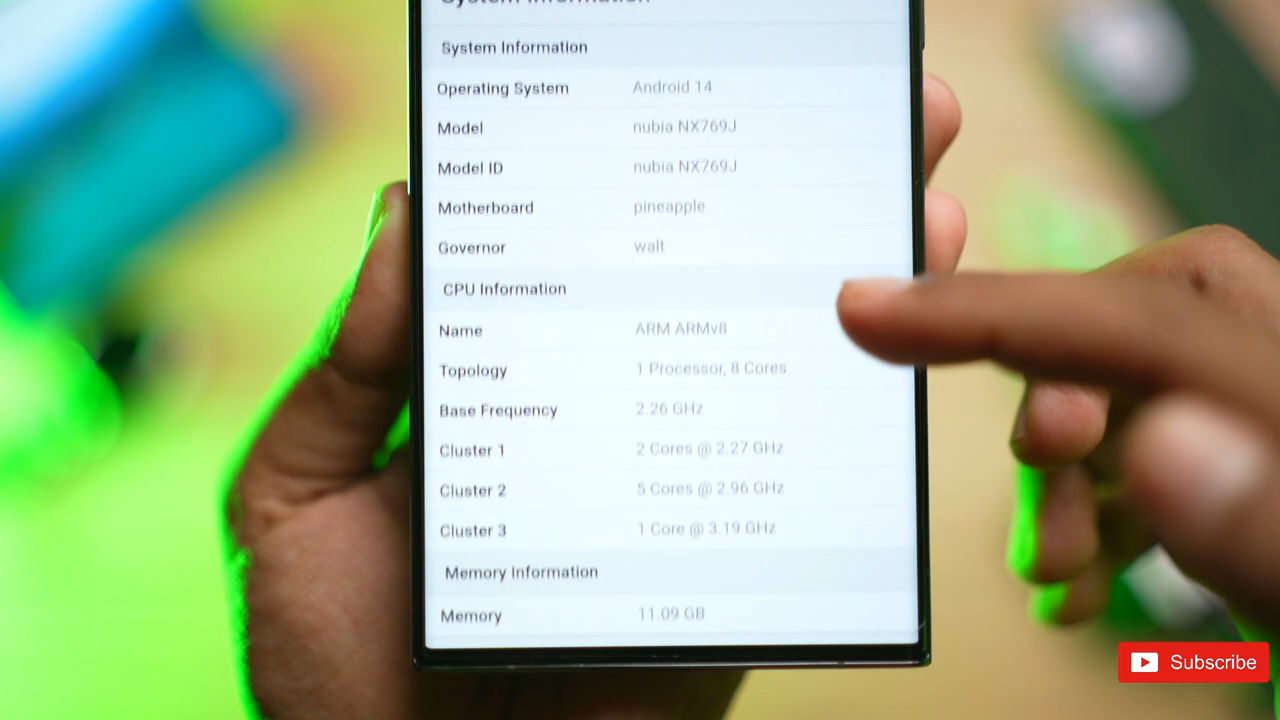 System Information
System Information
Operating System Android 14
Model nubia NX769J
Model ID nubia NX769J
Motherboard pineapple
Governor walt
CPU Information
Name ARM ARMv8
Topology 1 Processor, 8 Cores
Base Frequency 2.26 GHz
Cluster 1 2 Cores @ 2.27 GHz
Cluster 2 5 Cores @ 2.96 GHz
Cluster 3 1 Core @ 3.19 GHz
Memory Information
Memory 11.09 GB
Subscribe